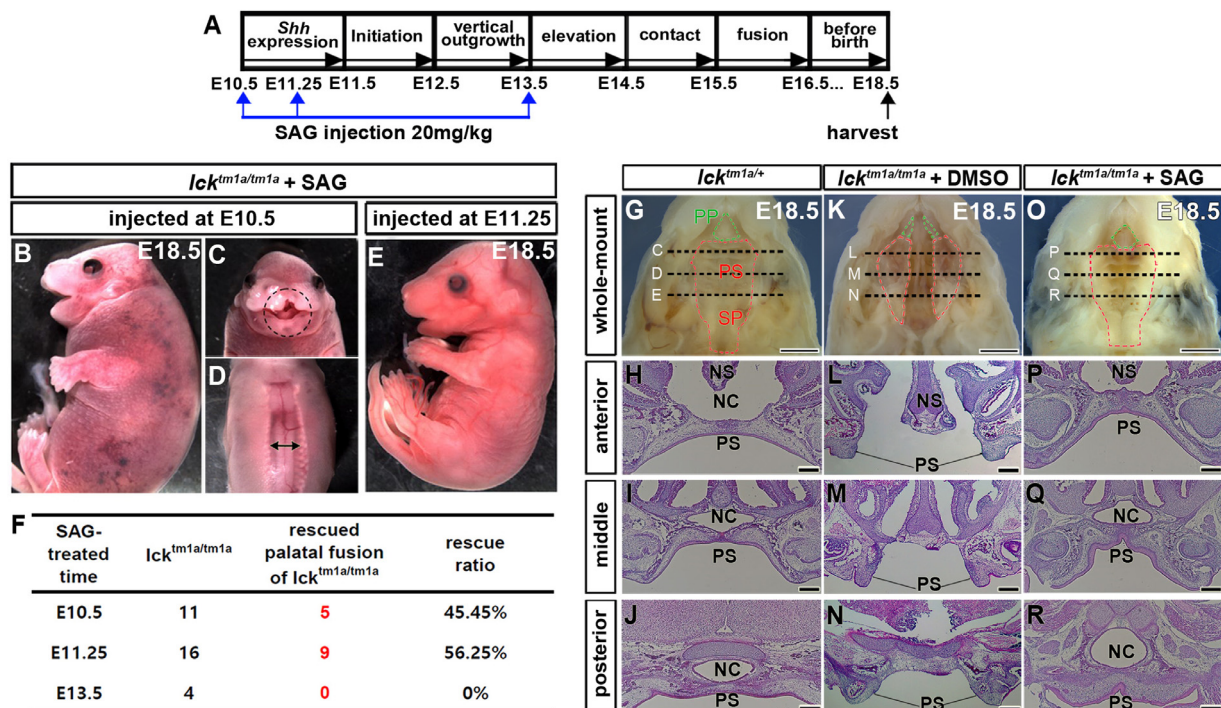 A
Shh expression
Initiation
vertical outgrowth
elevation
contact
fusion
before birth
E10.5 E11.25 E11.5 E12.5 E13.5 E14.5 E15.5 E16.5... E18.5
SAG injection 20mg/kg
harvest
Ick tm1a/tm1a + SAG
injected at E10.5
injected at E11.25
B E18.5
C
D
E E18.5
F
SAG-treated time
Ick tm1a/tm1a
rescued palatal fusion of Ick tm1a/tm1a
rescue ratio
E10.5 11 5 45.45%
E11.25 16 9 56.25%
E13.5 4 0 0%
Ick tm1a/+
Ick tm1a/tm1a + DMSO
Ick tm1a/tm1a + SAG
whole-mount
G E18.5
PP
C
D PS
E
SP
K E18.5
L
M
N
O E18.5
P
Q
R
anterior
H NS
NC
PS
L
NS
PS
P NS
NC
PS
middle
I
NC
PS
M
PS
Q
NC
PS
posterior
J
NC
PS
N
PS
R
NC
PS